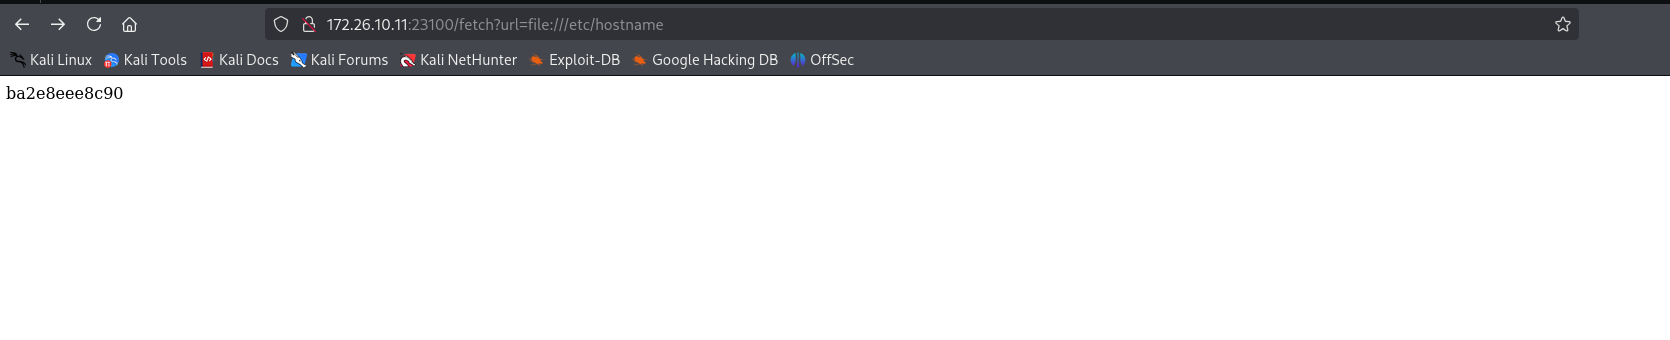 172.26.10.11:23100/fetch?url=file:///etc/hostname
Kali Linux Kali Tools Kali Docs Kali Forums Kali NetHunter Exploit-DB Google Hacking DB OffSec
ba2e8eee8c90